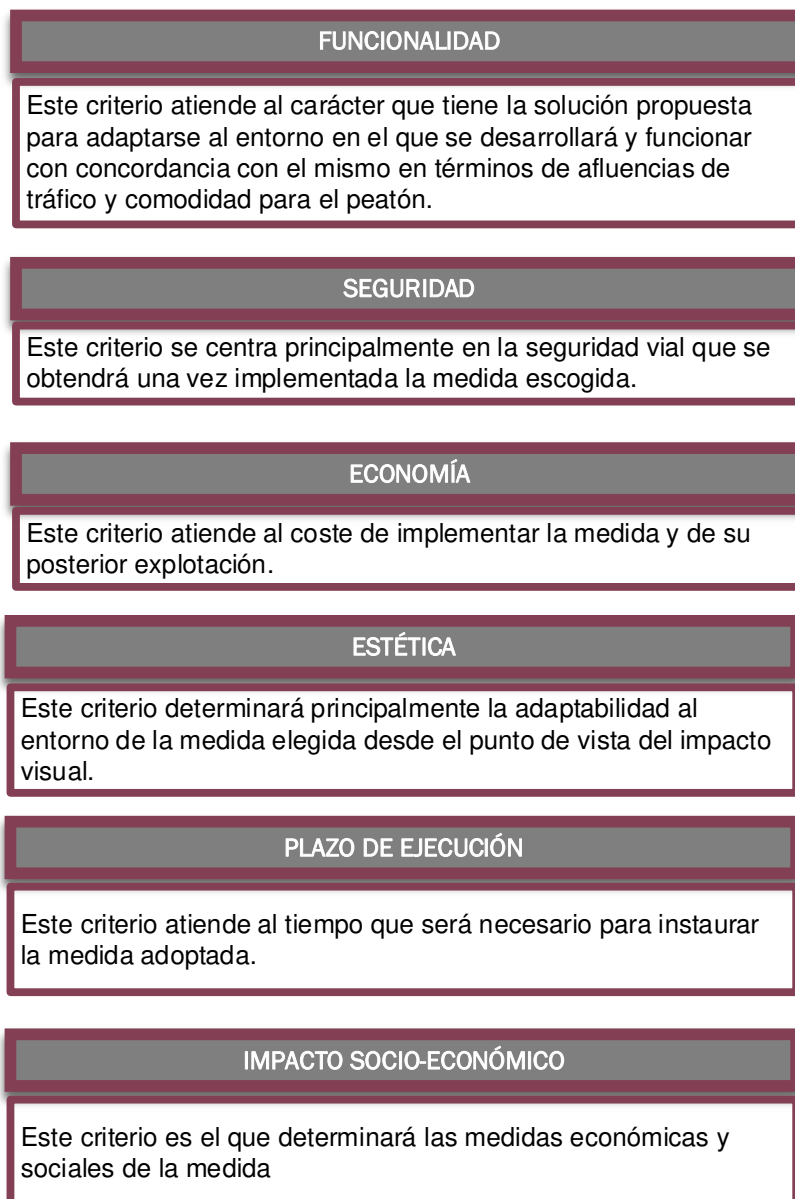 FUNCIONALIDAD
Este criterio atiende al carácter que tiene la solución propuesta
para adaptarse al entorno en el que se desarrollará y funcionar
con concordancia con el mismo en términos de afluencias de
tráfico y comodidad para el peatón.
SEGURIDAD
Este criterio se centra principalmente en la seguridad vial que se
obtendrá una vez implementada la medida escogida.
ECONOMÍA
Este criterio atiende al coste de implementar la medida y de su
posterior explotación.
ESTÉTICA
Este criterio determinará principalmente la adaptabilidad al
entorno de la medida elegida desde el punto de vista del impacto
visual.
PLAZO DE EJECUCIÓN
Este criterio atiende al tiempo que será necesario para instaurar
la medida adoptada.
IMPACTO SOCIO-ECONÓMICO
Este criterio es el que determinará las medidas económicas y
sociales de la medida